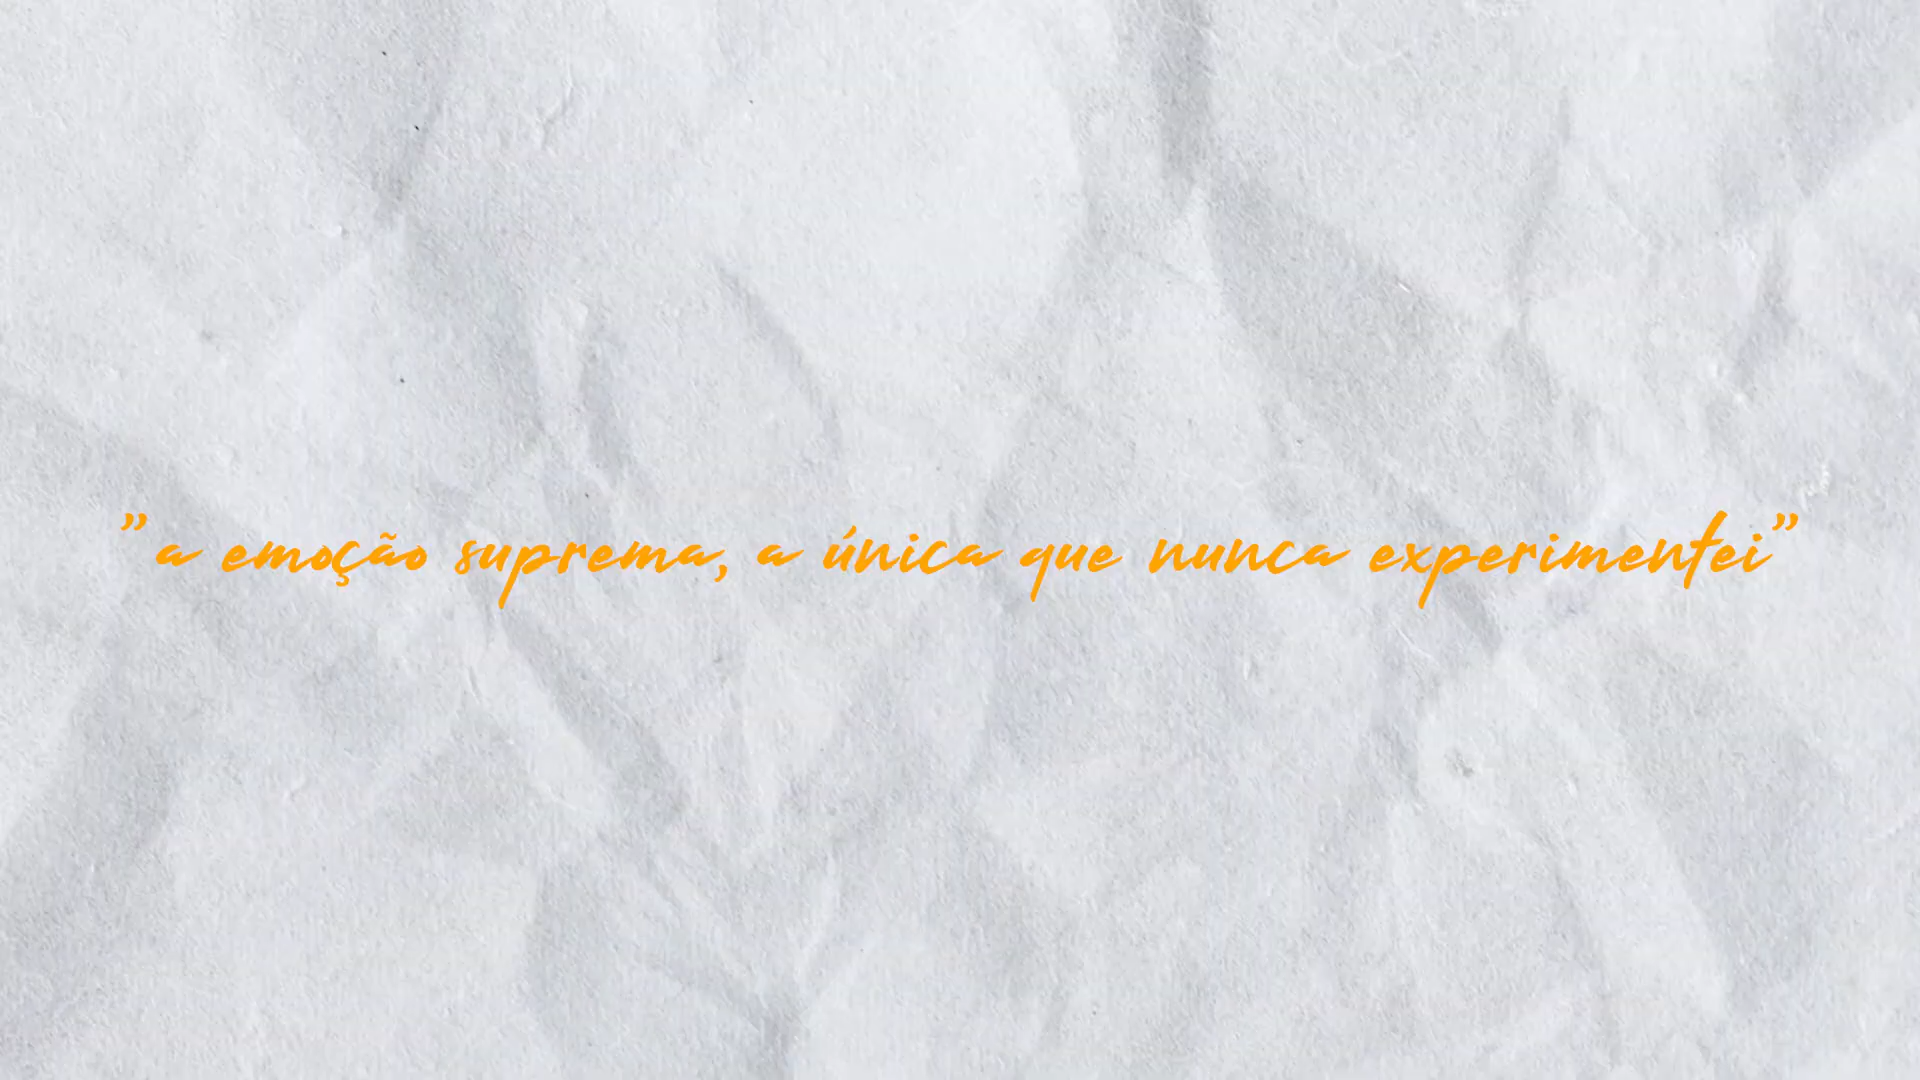 ”a emoção suprema, a única que nunca experimentei”